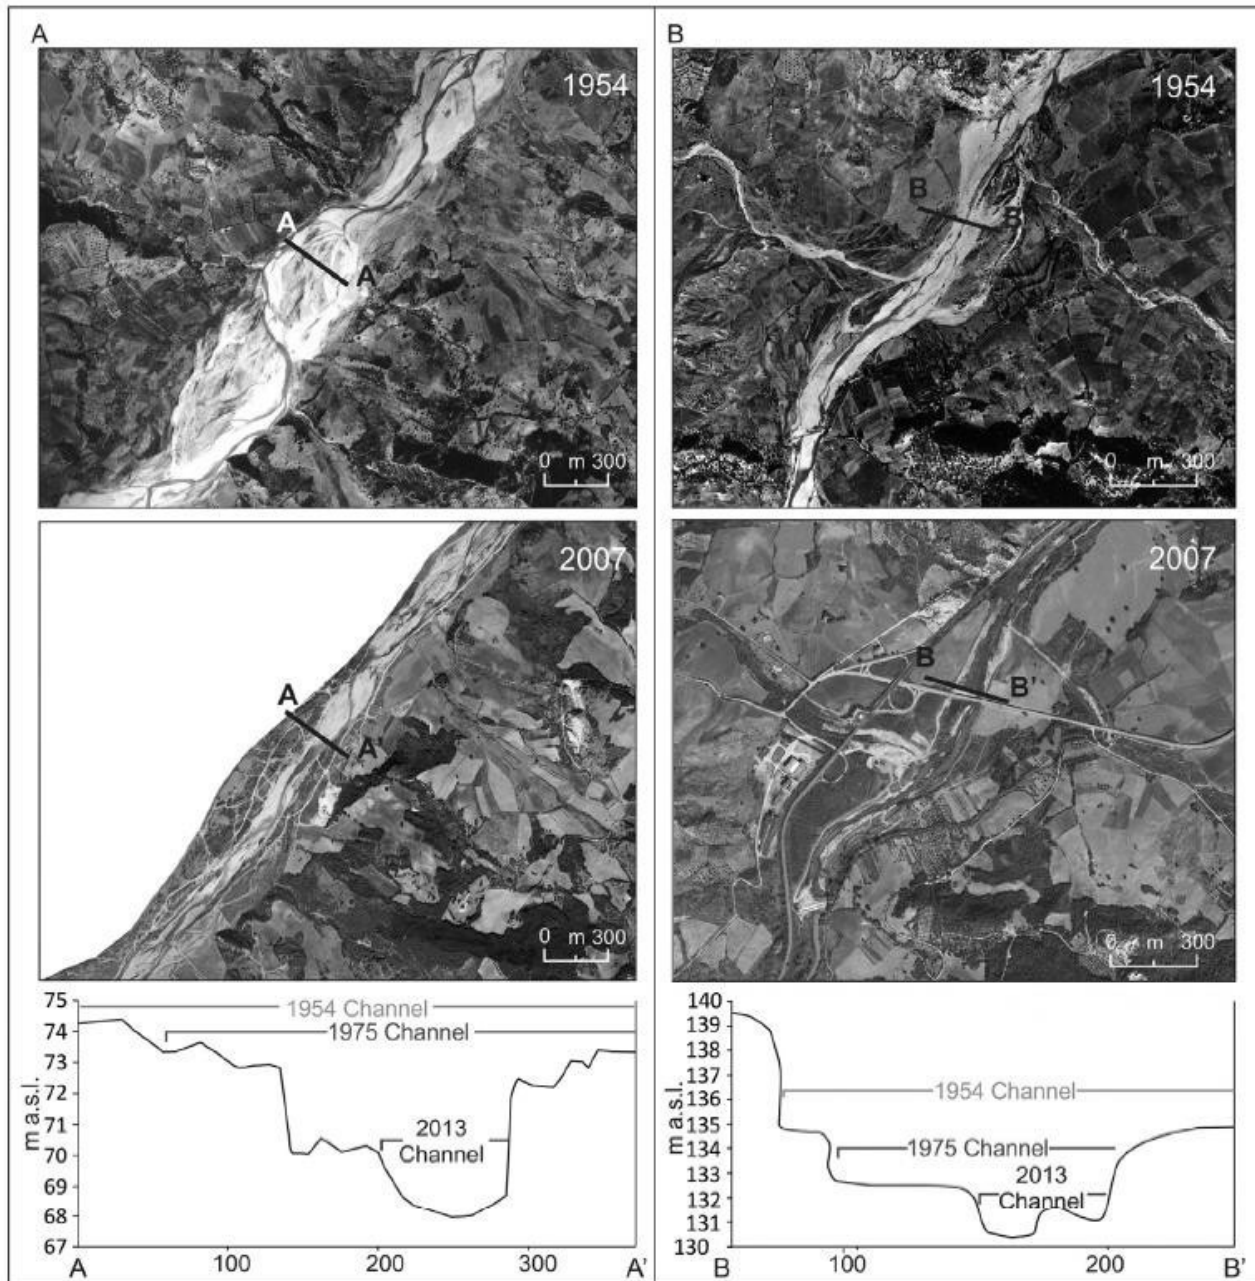 A
1954
A
A'
0 m 300
2007
A
A'
0 m 300
75
74
73
72
71
70
69
68
67
m a.s.l.
1954 Channel
1975 Channel
2013
Channel
A
100
200
300
A'
B
1954
B
B'
0 m 300
2007
B
B'
0 m 300
140
139
138
137
136
135
134
133
132
131
130
m a.s.l.
1954 Channel
1975 Channel
2013
Channel
B
100
200
B'